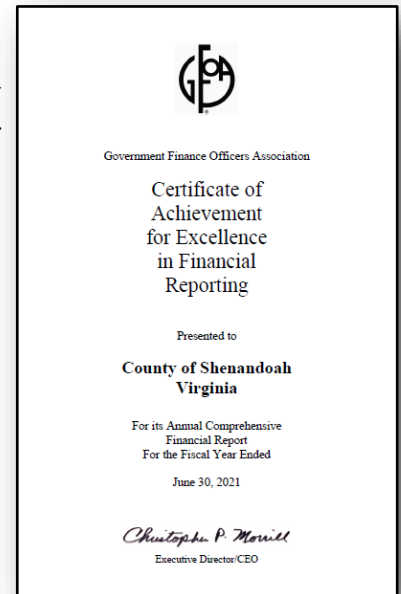 GFOA
Government Finance Officers Association
Certificate of
Achievement
for Excellence
in Financial
Reporting
Presented to
County of Shenandoah
Virginia
For its Annual Comprehensive
Financial Report
For the Fiscal Year Ended
June 30, 2021
Christopher P. Morrill
Executive Director/CEO